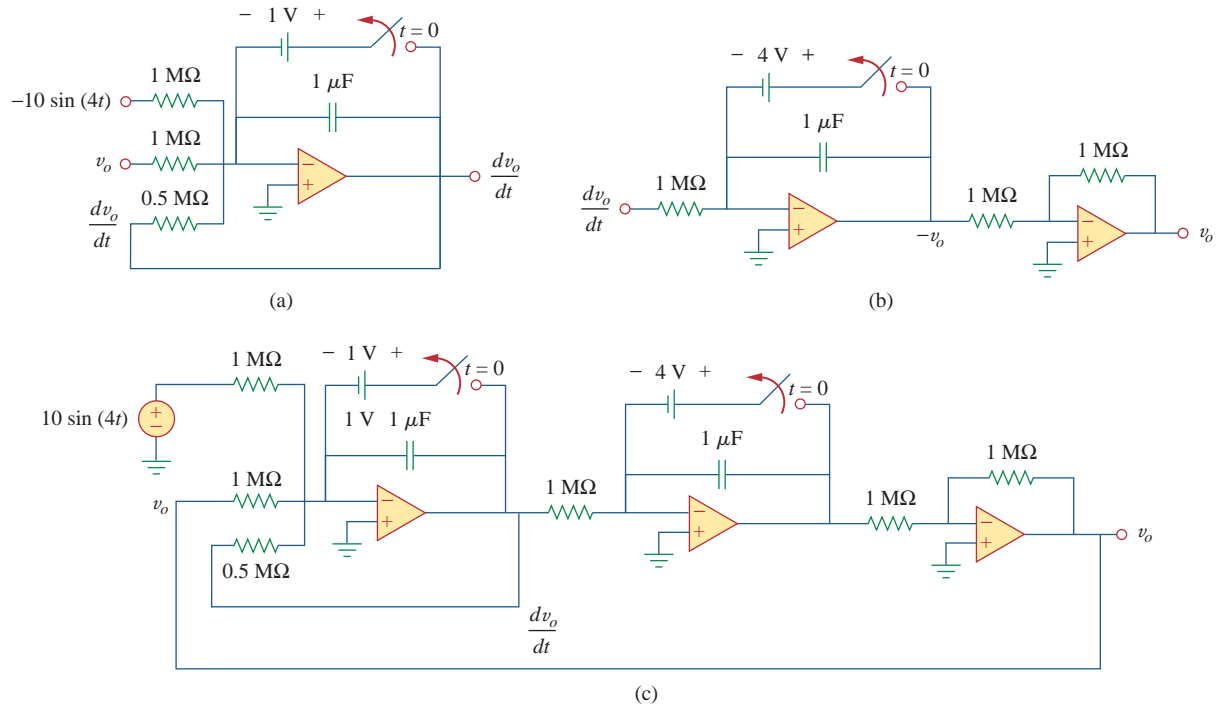 − 1 V +
t = 0
1 MΩ
1 μF
−10 sin (4t)
1 MΩ
v_o
− +
dv_o/dt
0.5 MΩ
dv_o/dt
(a)
− 4 V +
t = 0
1 μF
1 MΩ
dv_o/dt
1 MΩ
1 MΩ
− +
−v_o
− +
v_o
(b)
1 MΩ
− 1 V +
t = 0
10 sin (4t)
+ −
1 V 1 μF
1 MΩ
v_o
− +
0.5 MΩ
dv_o/dt
− 4 V +
t = 0
1 μF
1 MΩ
− +
1 MΩ
1 MΩ
− +
v_o
(c)